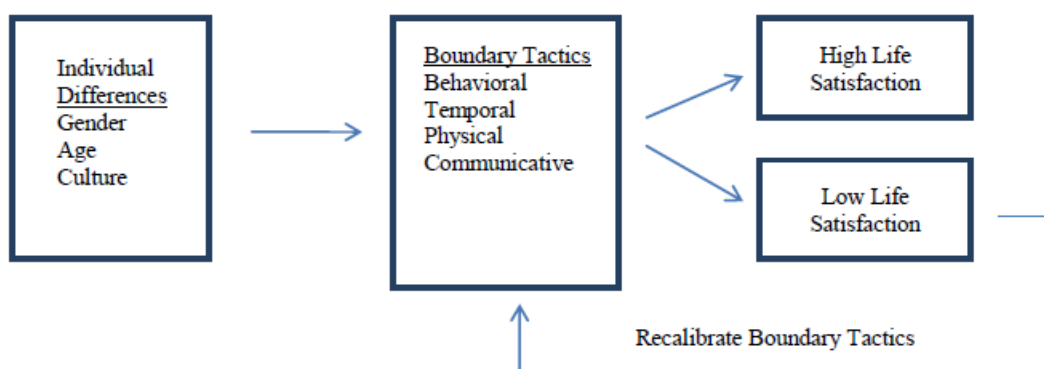 Individual
Differences
Gender
Age
Culture
Boundary Tactics
Behavioral
Temporal
Physical
Communicative
High Life
Satisfaction
Low Life
Satisfaction
Recalibrate Boundary Tactics